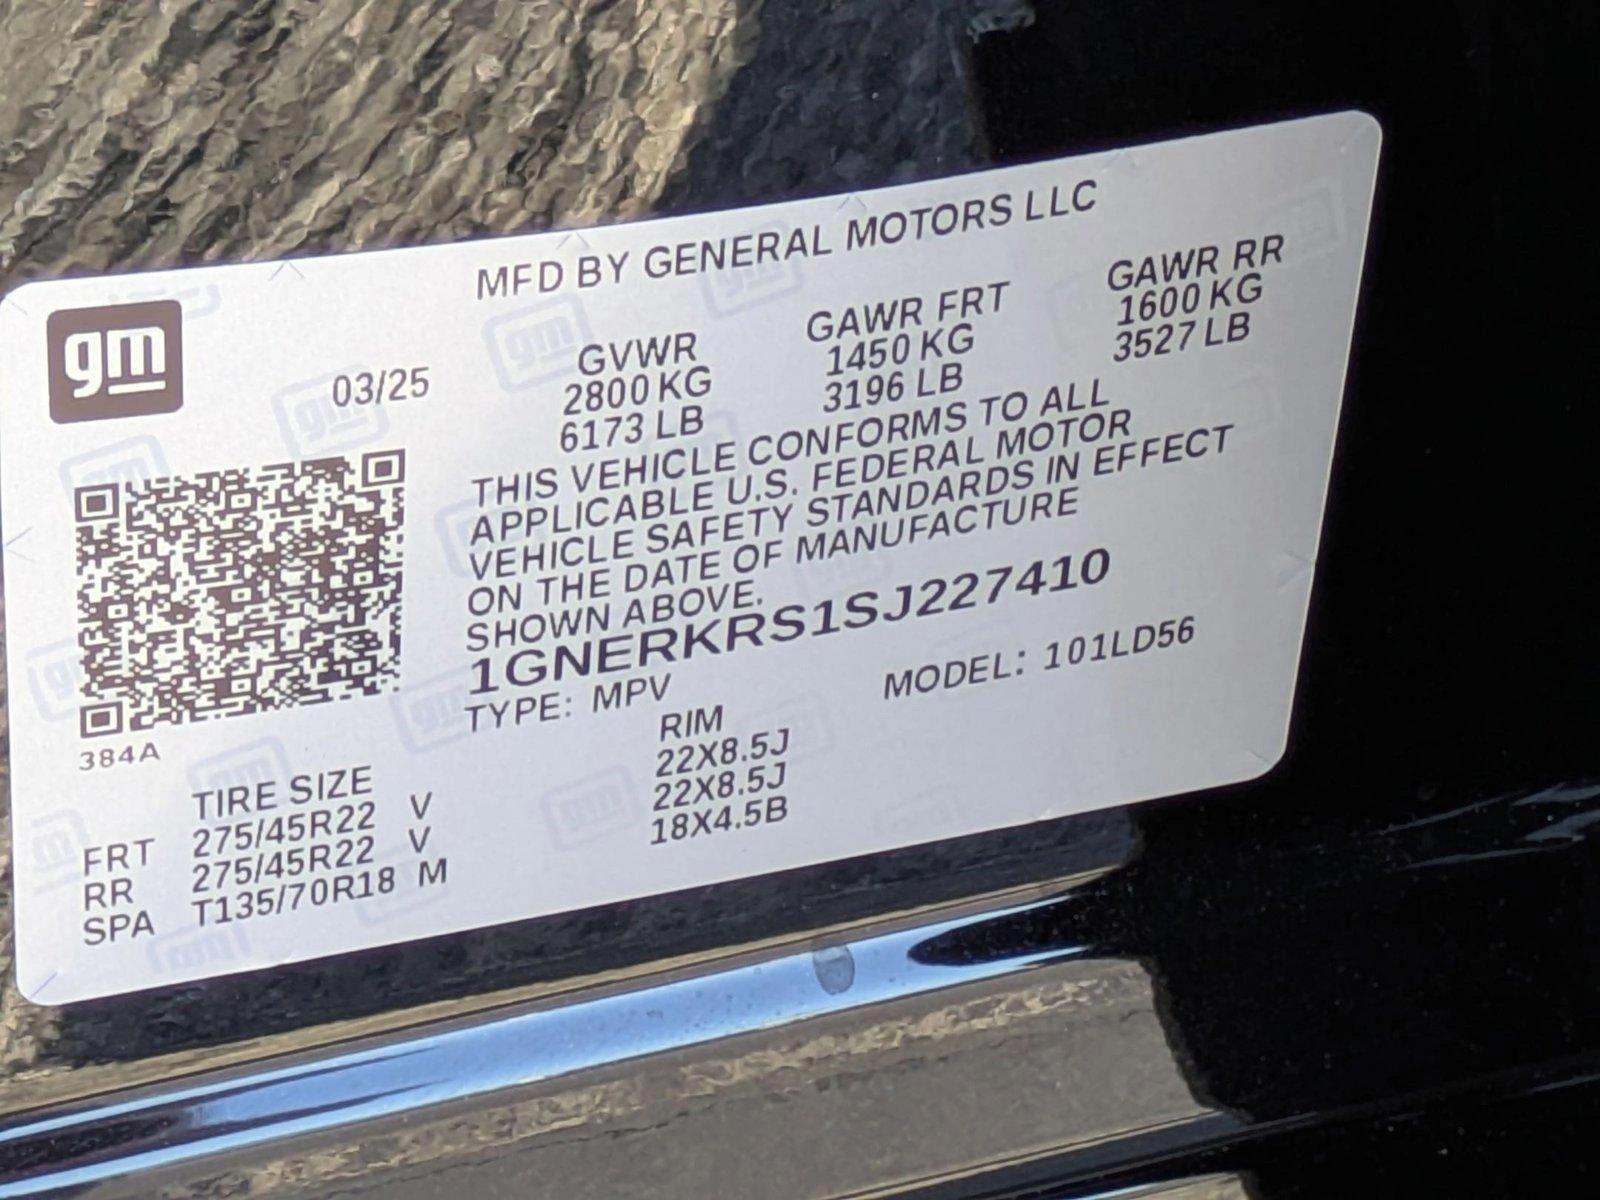 MFD BY GENERAL MOTORS LLC
gm
03/25
GVWR GAWR FRT GAWR RR
2800 KG 1450 KG 1600 KG
6173 LB 3196 LB 3527 LB
THIS VEHICLE CONFORMS TO ALL
APPLICABLE U.S. FEDERAL MOTOR
VEHICLE SAFETY STANDARDS IN EFFECT
ON THE DATE OF MANUFACTURE
SHOWN ABOVE.
1GNERKRS1SJ227410
TYPE: MPV MODEL: 101LD56
384A
TIRE SIZE RIM
FRT 275/45R22 V 22X8.5J
RR 275/45R22 V 22X8.5J
SPA T135/70R18 M 18X4.5B